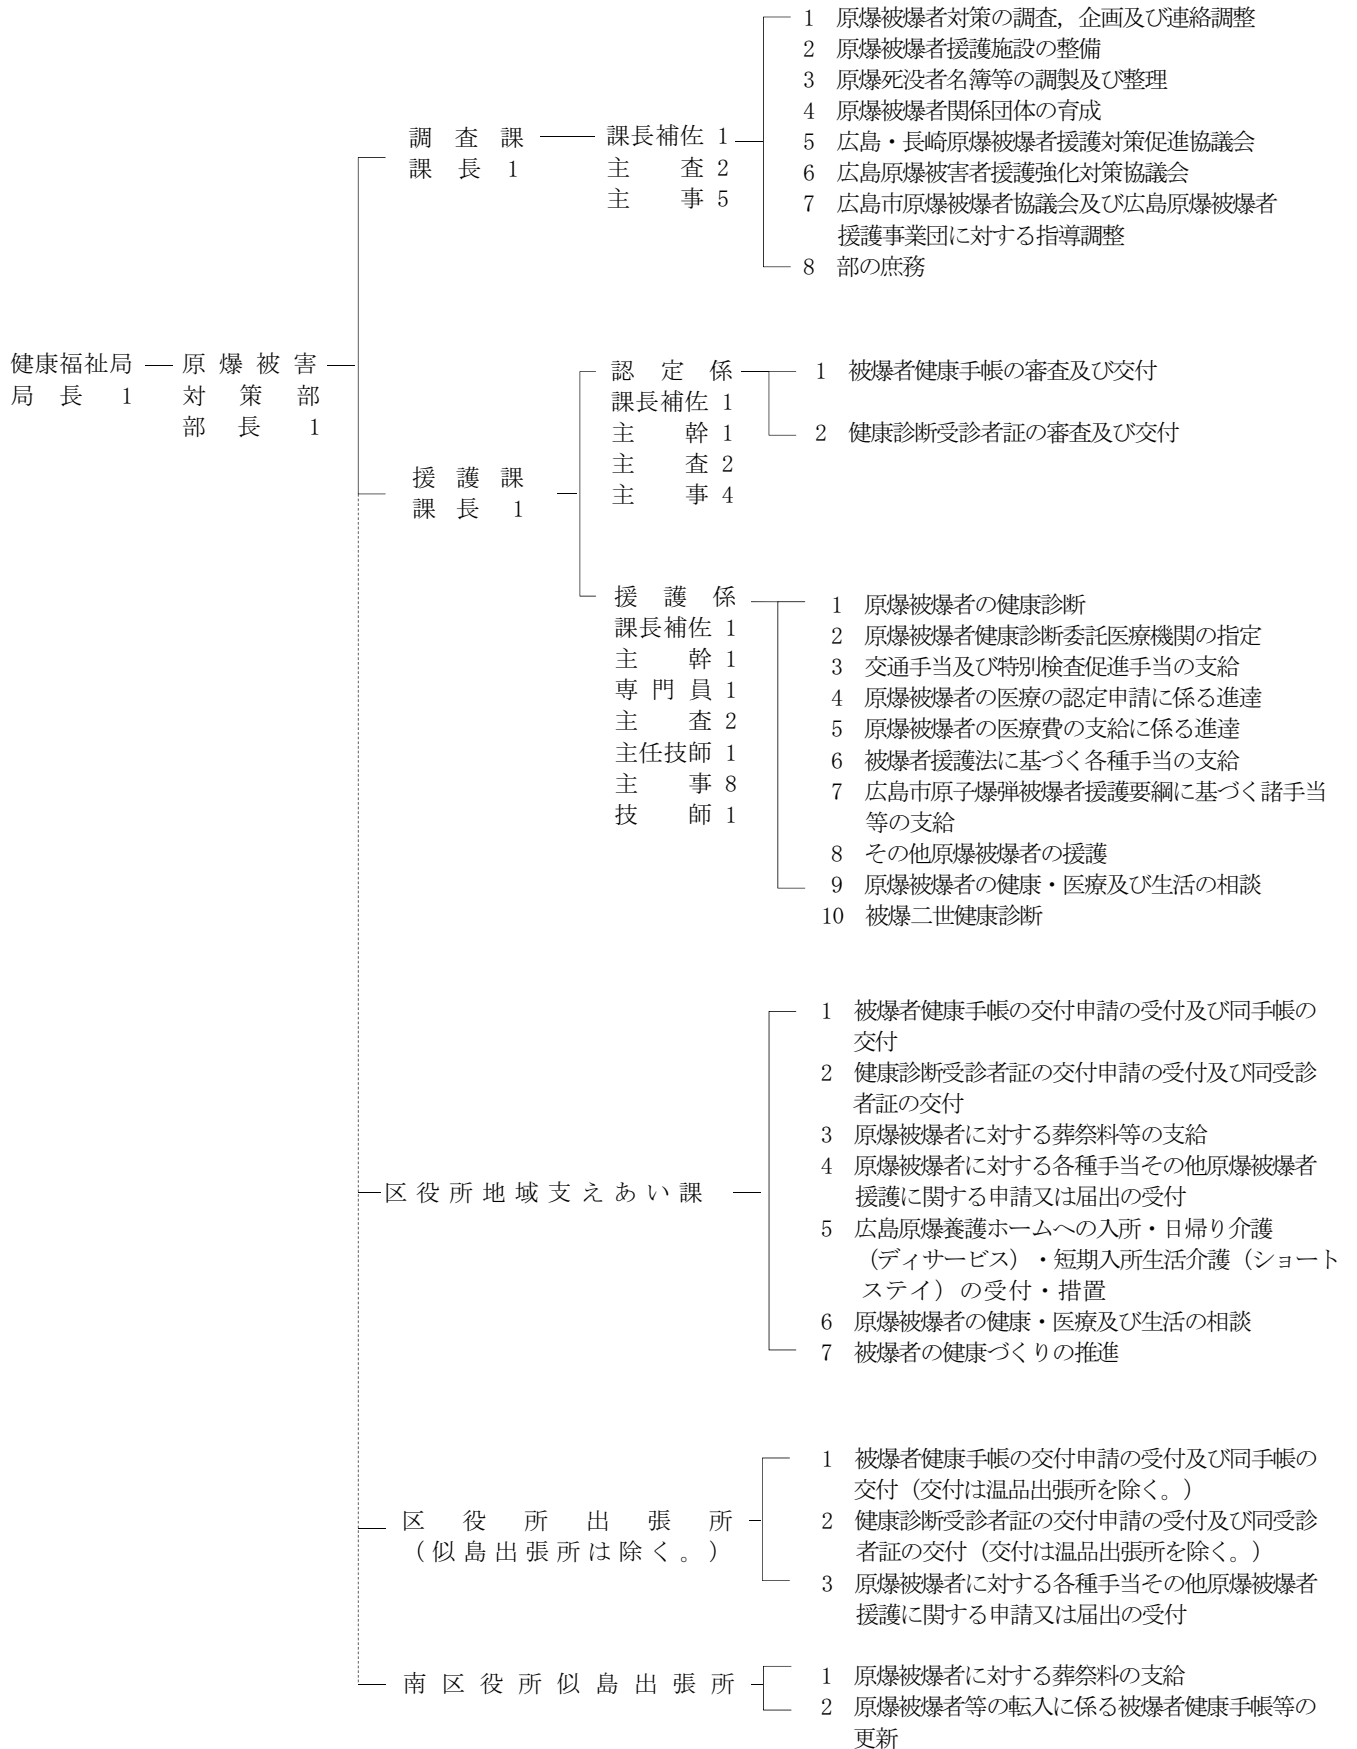 健康福祉局
局長 1
原爆被害
対策部
部長 1
調査課
課長 1
課長補佐 1
主査 2
主事 5
1 原爆被爆者対策の調査，企画及び連絡調整
2 原爆被爆者援護施設の整備
3 原爆死没者名簿等の調製及び整理
4 原爆被爆者関係団体の育成
5 広島・長崎原爆被爆者援護対策促進協議会
6 広島原爆被害者援護強化対策協議会
7 広島市原爆被爆者協議会及び広島原爆被爆者
援護事業団に対する指導調整
8 部の庶務
援護課
課長 1
認定係
課長補佐 1
主幹 1
主査 2
主事 4
1 被爆者健康手帳の審査及び交付
2 健康診断受診者証の審査及び交付
援護係
課長補佐 1
主幹 1
専門員 1
主査 2
主任技師 1
主事 8
技師 1
1 原爆被爆者の健康診断
2 原爆被爆者健康診断委託医療機関の指定
3 交通手当及び特別検査促進手当の支給
4 原爆被爆者の医療の認定申請に係る進達
5 原爆被爆者の医療費の支給に係る進達
6 被爆者援護法に基づく各種手当の支給
7 広島市原子爆弾被爆者援護要綱に基づく諸手当
等の支給
8 その他原爆被爆者の援護
9 原爆被爆者の健康・医療及び生活の相談
10 被爆二世健康診断
区役所地域支えあい課
1 被爆者健康手帳の交付申請の受付及び同手帳の
交付
2 健康診断受診者証の交付申請の受付及び同受診
者証の交付
3 原爆被爆者に対する葬祭料等の支給
4 原爆被爆者に対する各種手当その他原爆被爆者
援護に関する申請又は届出の受付
5 広島原爆養護ホームへの入所・日帰り介護
（ディサービス）・短期入所生活介護（ショート
ステイ）の受付・措置
6 原爆被爆者の健康・医療及び生活の相談
7 被爆者の健康づくりの推進
区役所出張所
（似島出張所は除く。）
1 被爆者健康手帳の交付申請の受付及び同手帳の
交付（交付は温品出張所を除く。）
2 健康診断受診者証の交付申請の受付及び同受診
者証の交付（交付は温品出張所を除く。）
3 原爆被爆者に対する各種手当その他原爆被爆者
援護に関する申請又は届出の受付
南区役所似島出張所
1 原爆被爆者に対する葬祭料の支給
2 原爆被爆者等の転入に係る被爆者健康手帳等の
更新